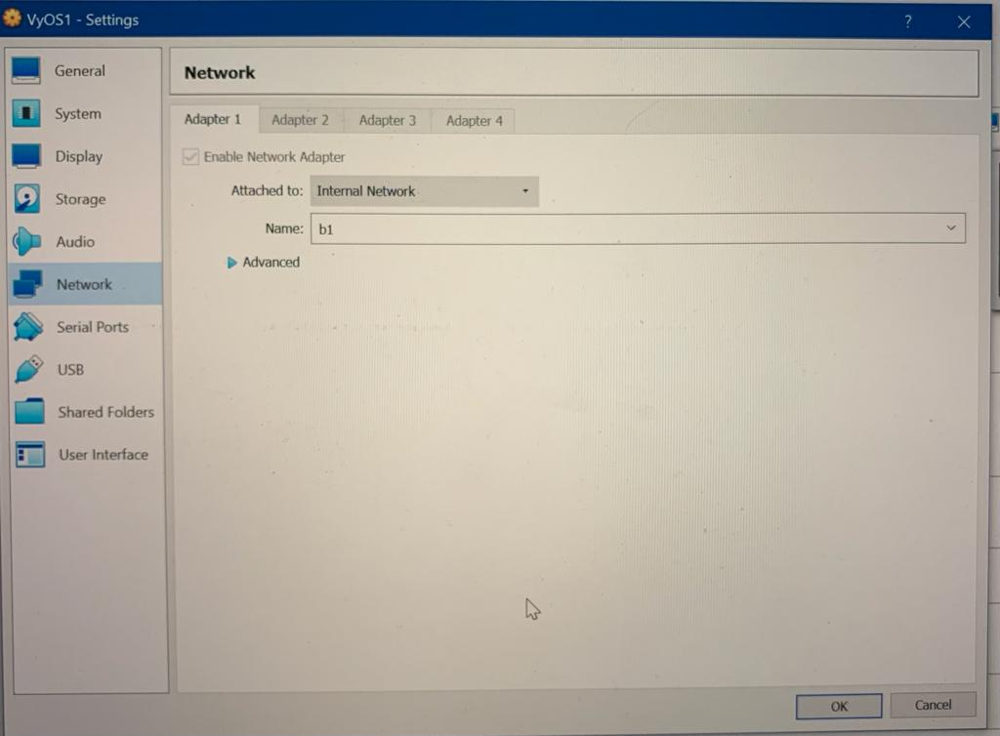 VyOS1 - Settings
?
General
System
Display
Storage
Audio
Network
Serial Ports
USB
Shared Folders
User Interface
Network
Adapter 1 Adapter 2 Adapter 3 Adapter 4
Enable Network Adapter
Attached to: Internal Network
Name: b1
Advanced
OK Cancel